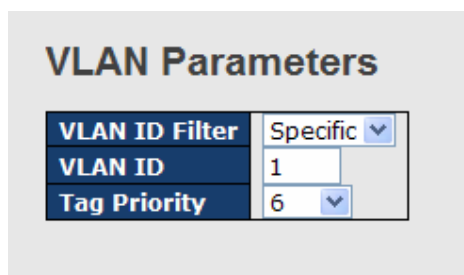 VLAN Parameters
VLAN ID Filter Specific
VLAN ID 1
Tag Priority 6